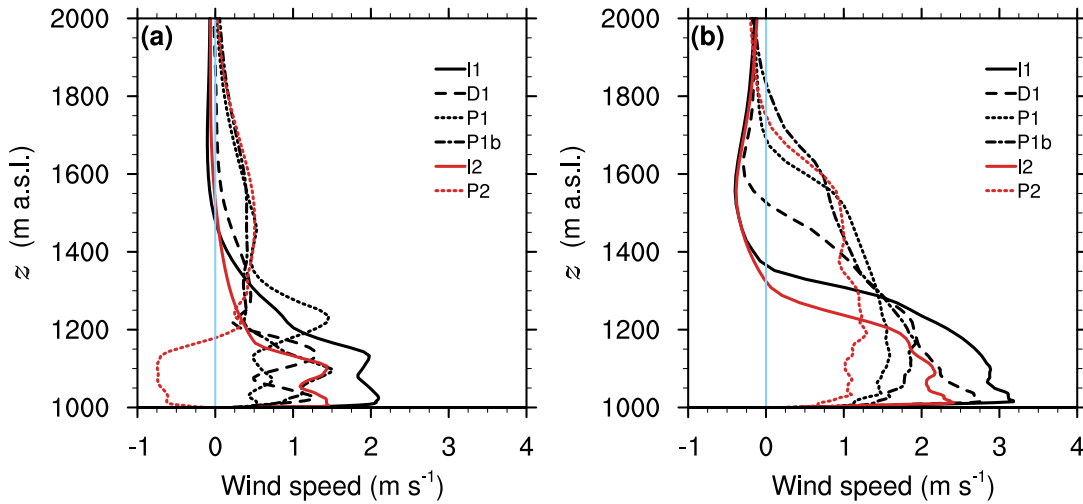 (a)
2000
1800
1600
1400
1200
1000
z (m a.s.l.)
I1
D1
P1
P1b
I2
P2
-1 0 1 2 3 4
Wind speed (m s⁻¹)
(b)
2000
1800
1600
1400
1200
1000
z (m a.s.l.)
I1
D1
P1
P1b
I2
P2
-1 0 1 2 3 4
Wind speed (m s⁻¹)